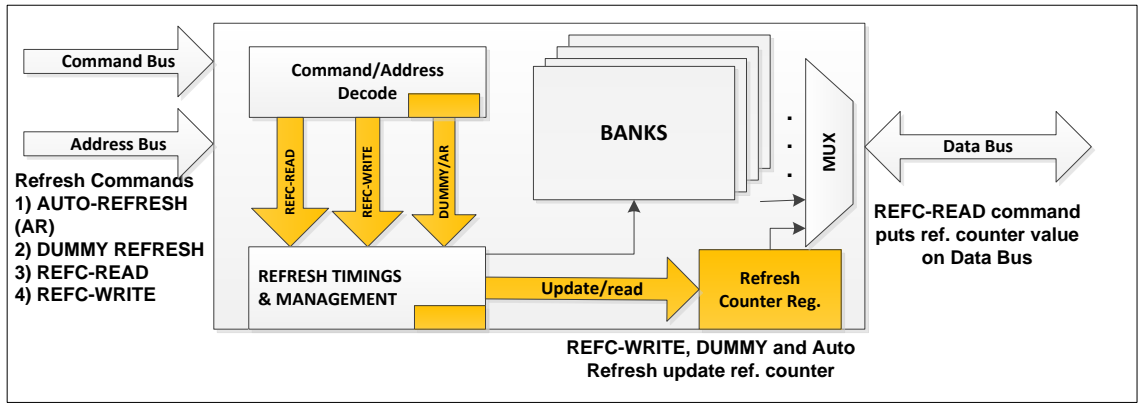 Command Bus
Address Bus
Refresh Commands
1) AUTO-REFRESH
(AR)
2) DUMMY REFRESH
3) REFC-READ
4) REFC-WRITE
Command/Address
Decode
REFC-READ
REFC-WRITE
DUMMY/AR
REFRESH TIMINGS
& MANAGEMENT
BANKS
MUX
Update/read
Refresh
Counter Reg.
REFC-WRITE, DUMMY and Auto
Refresh update ref. counter
Data Bus
REFC-READ command
puts ref. counter value
on Data Bus